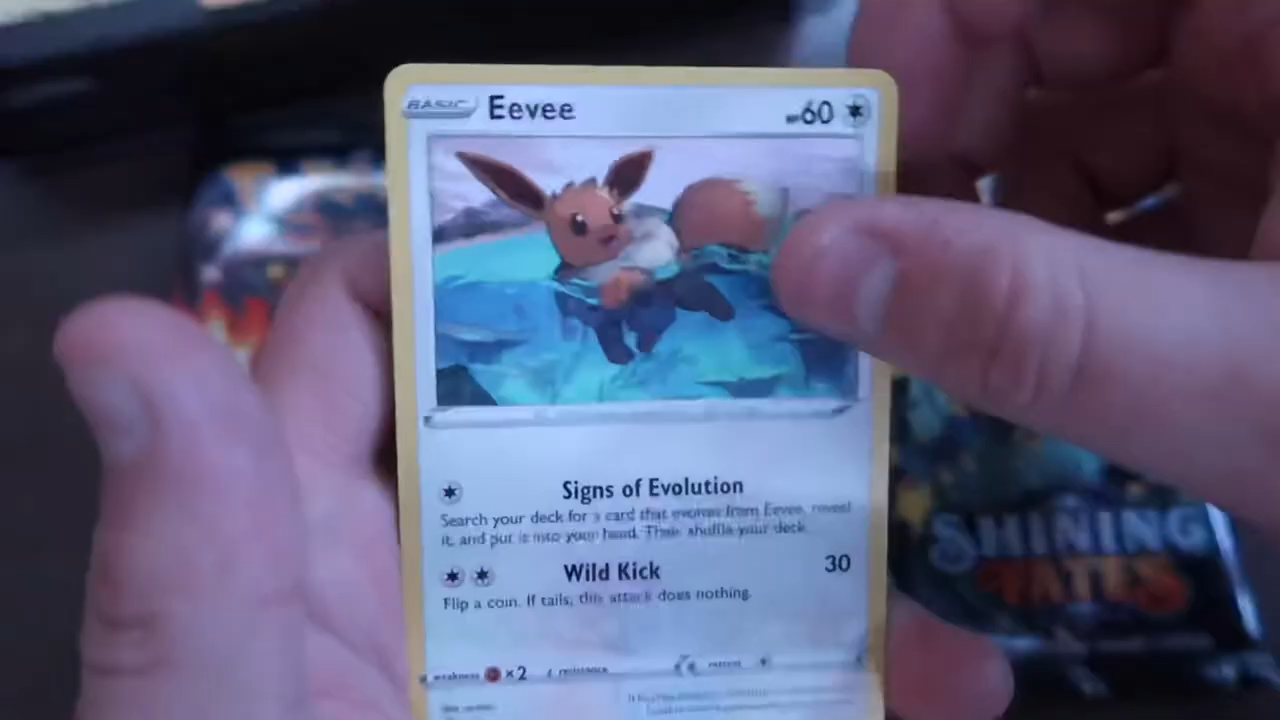 BASIC Eevee HP60
Signs of Evolution
Search your deck for a card that evolves from Eevee, reveal
it, and put it into your hand. Then shuffle your deck.
Wild Kick 30
Flip a coin. If tails, this attack does nothing.
weakness ×2 resistance retreat
SHINING
FATES